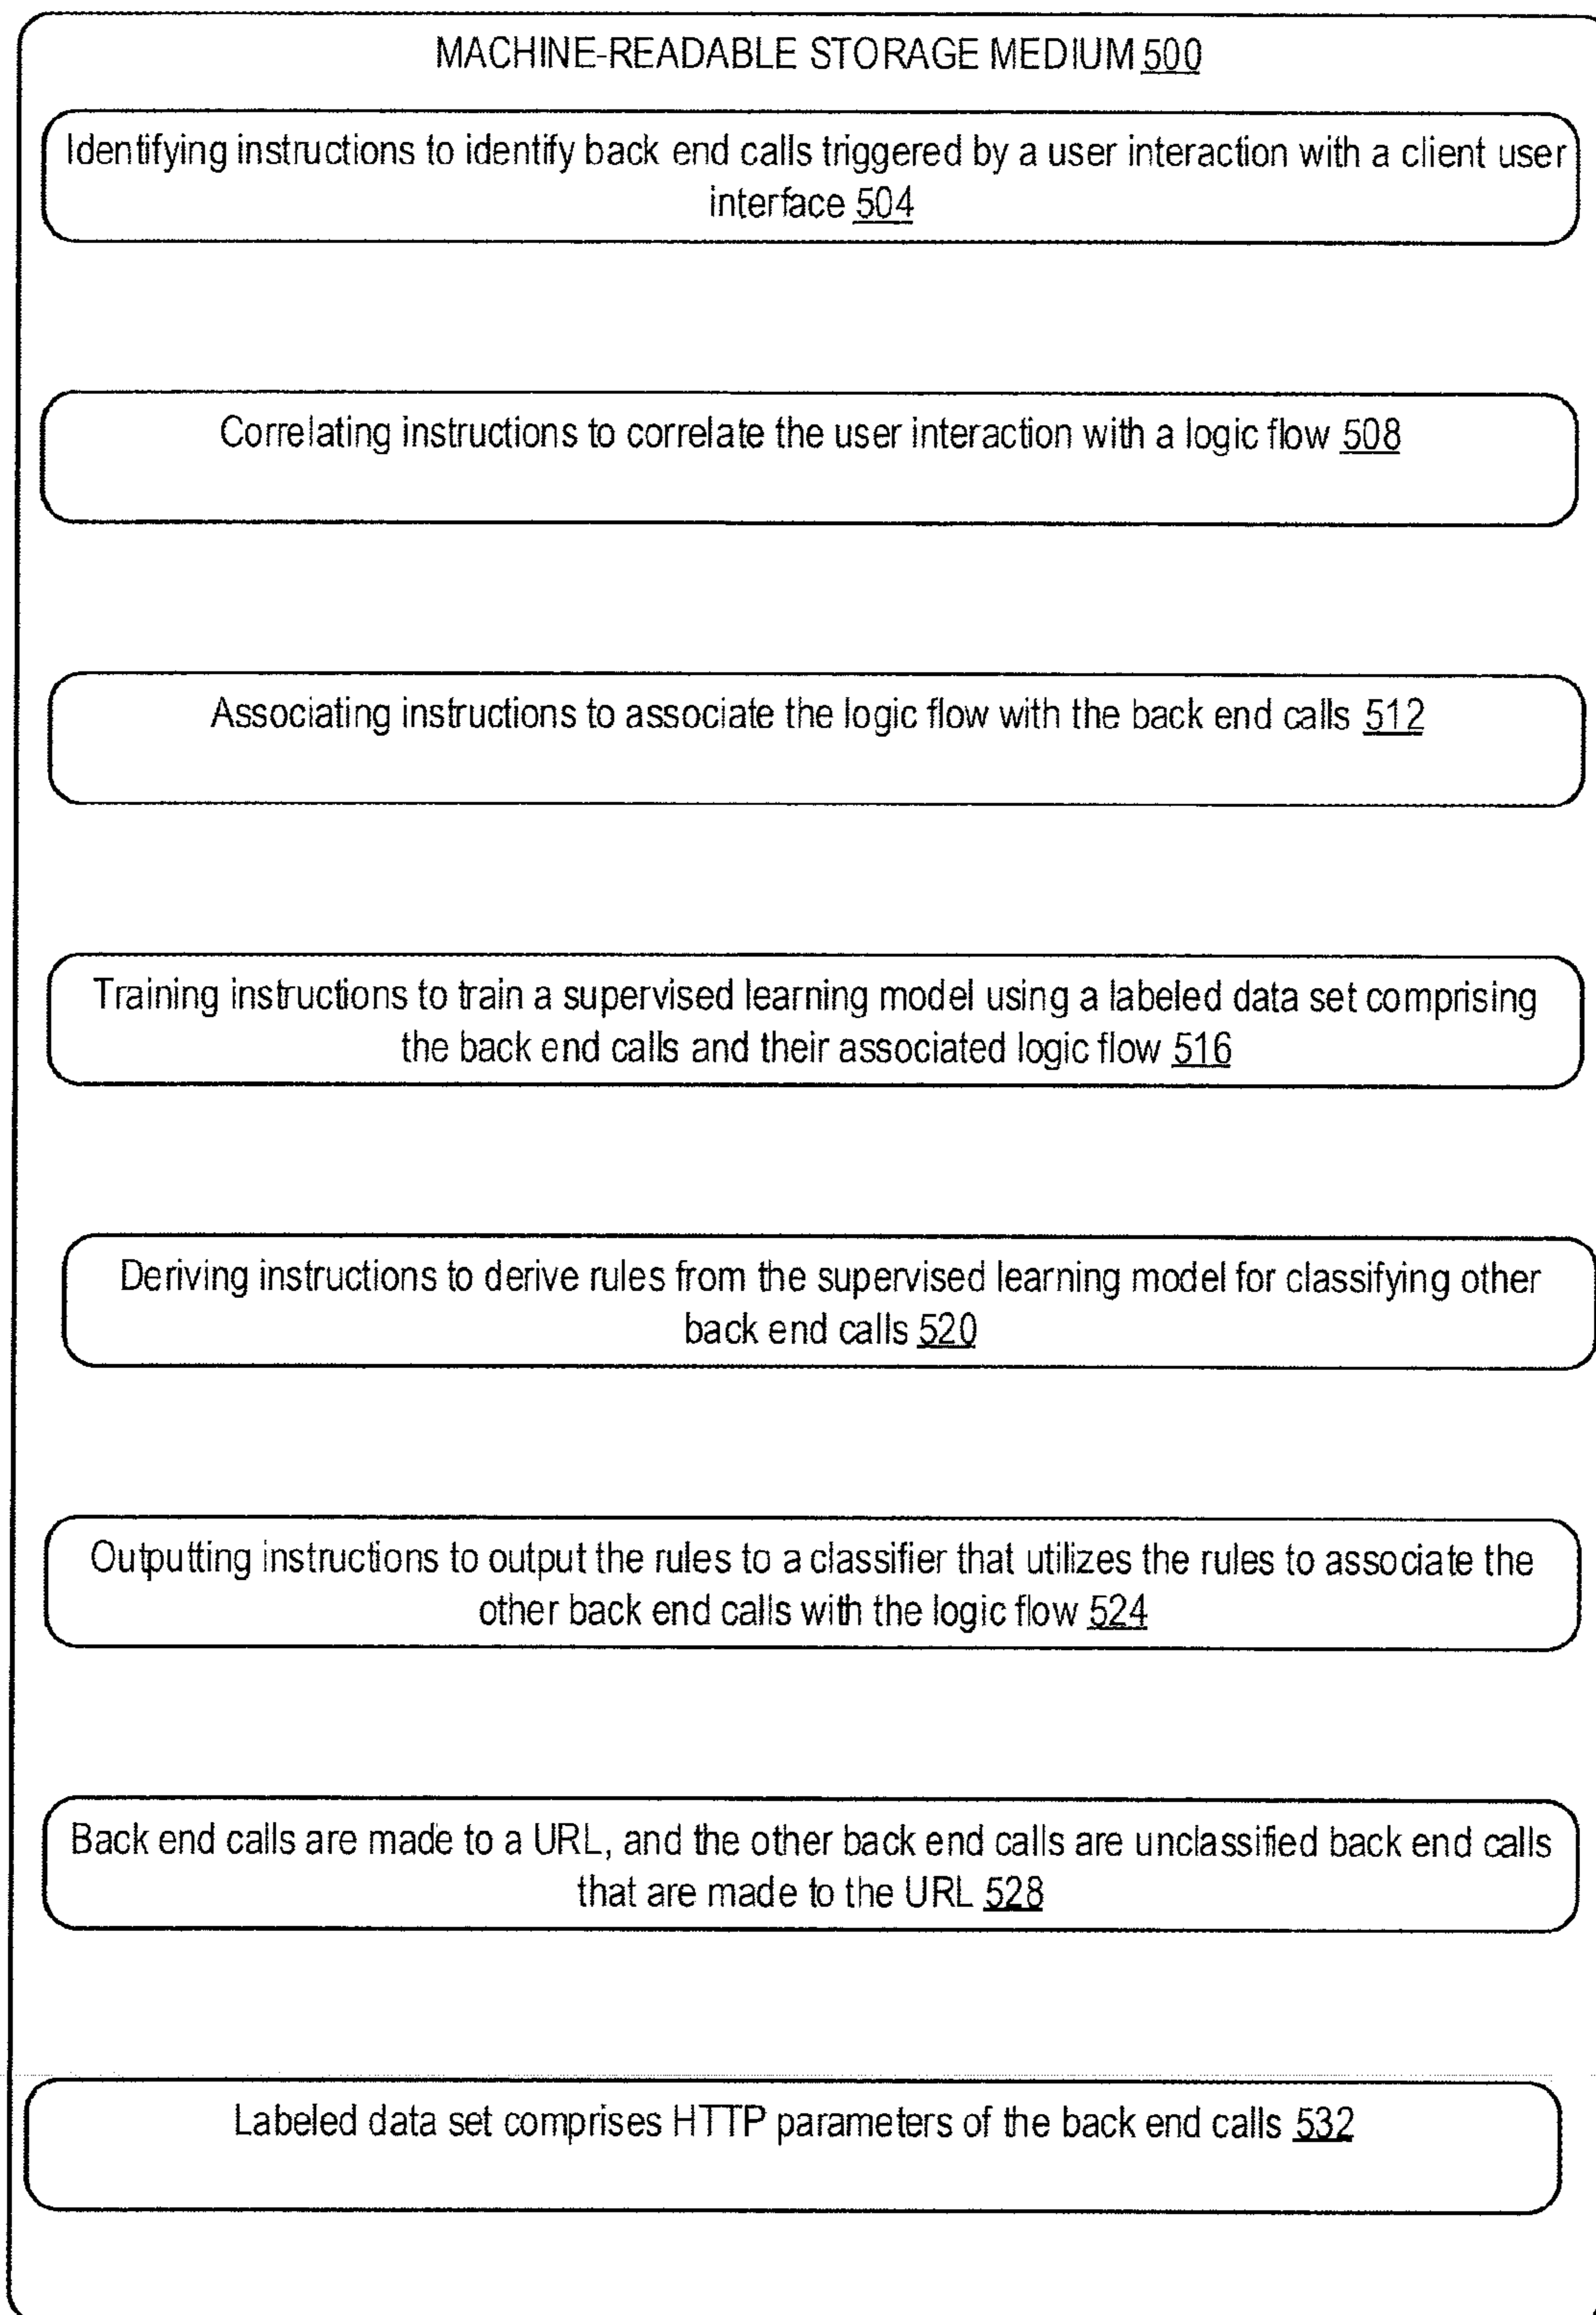 MACHINE-READABLE STORAGE MEDIUM 500
Identifying instructions to identify back end calls triggered by a user interaction with a client user
interface 504
Correlating instructions to correlate the user interaction with a logic flow 508
Associating instructions to associate the logic flow with the back end calls 512
Training instructions to train a supervised learning model using a labeled data set comprising
the back end calls and their associated logic flow 516
Deriving instructions to derive rules from the supervised learning model for classifying other
back end calls 520
Outputting instructions to output the rules to a classifier that utilizes the rules to associate the
other back end calls with the logic flow 524
Back end calls are made to a URL, and the other back end calls are unclassified back end calls
that are made to the URL 528
Labeled data set comprises HTTP parameters of the back end calls 532